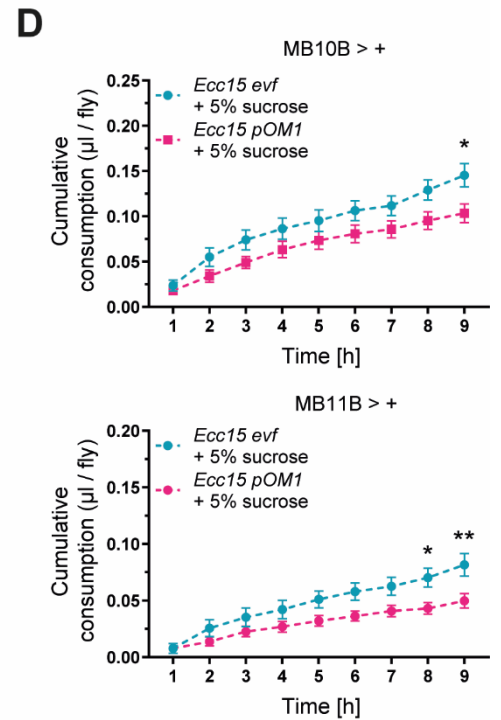 D
MB10B > +
Cumulative
consumption (µl / fly)
0.25
0.20
0.15
0.10
0.05
0.00
Ecc15 evf
+ 5% sucrose
Ecc15 pOM1
+ 5% sucrose
*
1 2 3 4 5 6 7 8 9
Time [h]
MB11B > +
Cumulative
consumption (µl / fly)
0.20
0.15
0.10
0.05
0.00
Ecc15 evf
+ 5% sucrose
Ecc15 pOM1
+ 5% sucrose
* **
1 2 3 4 5 6 7 8 9
Time [h]